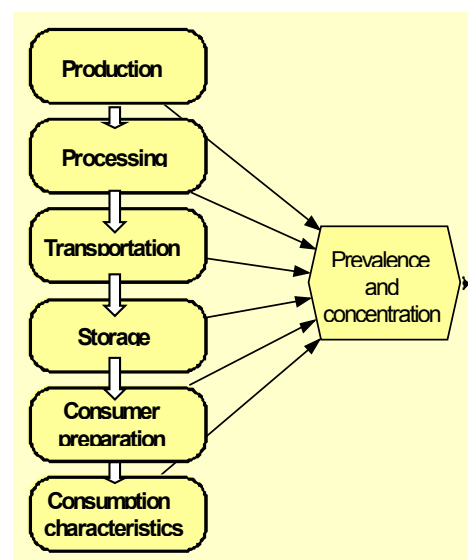 Production
Processing
Transportation
Storage
Consumer
preparation
Consumption
characteristics
Prevalence
and
concentration